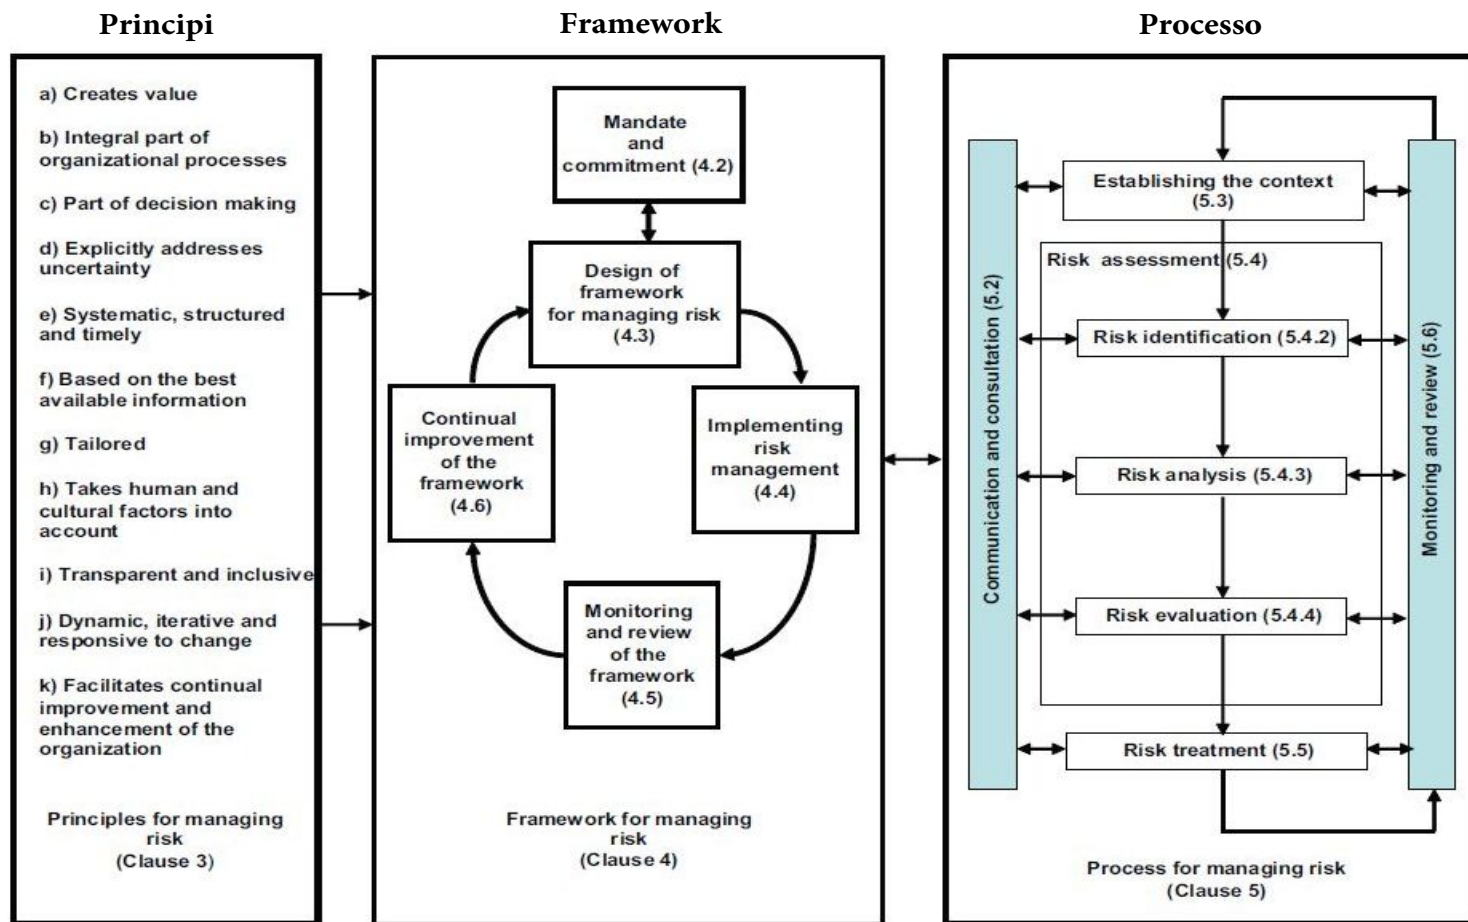 Principi
a) Creates value
b) Integral part of
organizational processes
c) Part of decision making
d) Explicitly addresses
uncertainty
e) Systematic, structured
and timely
f) Based on the best
available information
g) Tailored
h) Takes human and
cultural factors into
account
i) Transparent and inclusive
j) Dynamic, iterative and
responsive to change
k) Facilitates continual
improvement and
enhancement of the
organization
Principles for managing
risk
(Clause 3)
Framework
Mandate
and
commitment (4.2)
Design of
framework
for managing risk
(4.3)
Implementing
risk
management
(4.4)
Monitoring
and review
of the
framework
(4.5)
Continual
improvement
of the
framework
(4.6)
Framework for managing
risk
(Clause 4)
Processo
Communication and consultation (5.2)
Establishing the context
(5.3)
Risk assessment (5.4)
Risk identification (5.4.2)
Risk analysis (5.4.3)
Risk evaluation (5.4.4)
Risk treatment (5.5)
Monitoring and review (5.6)
Process for managing risk
(Clause 5)